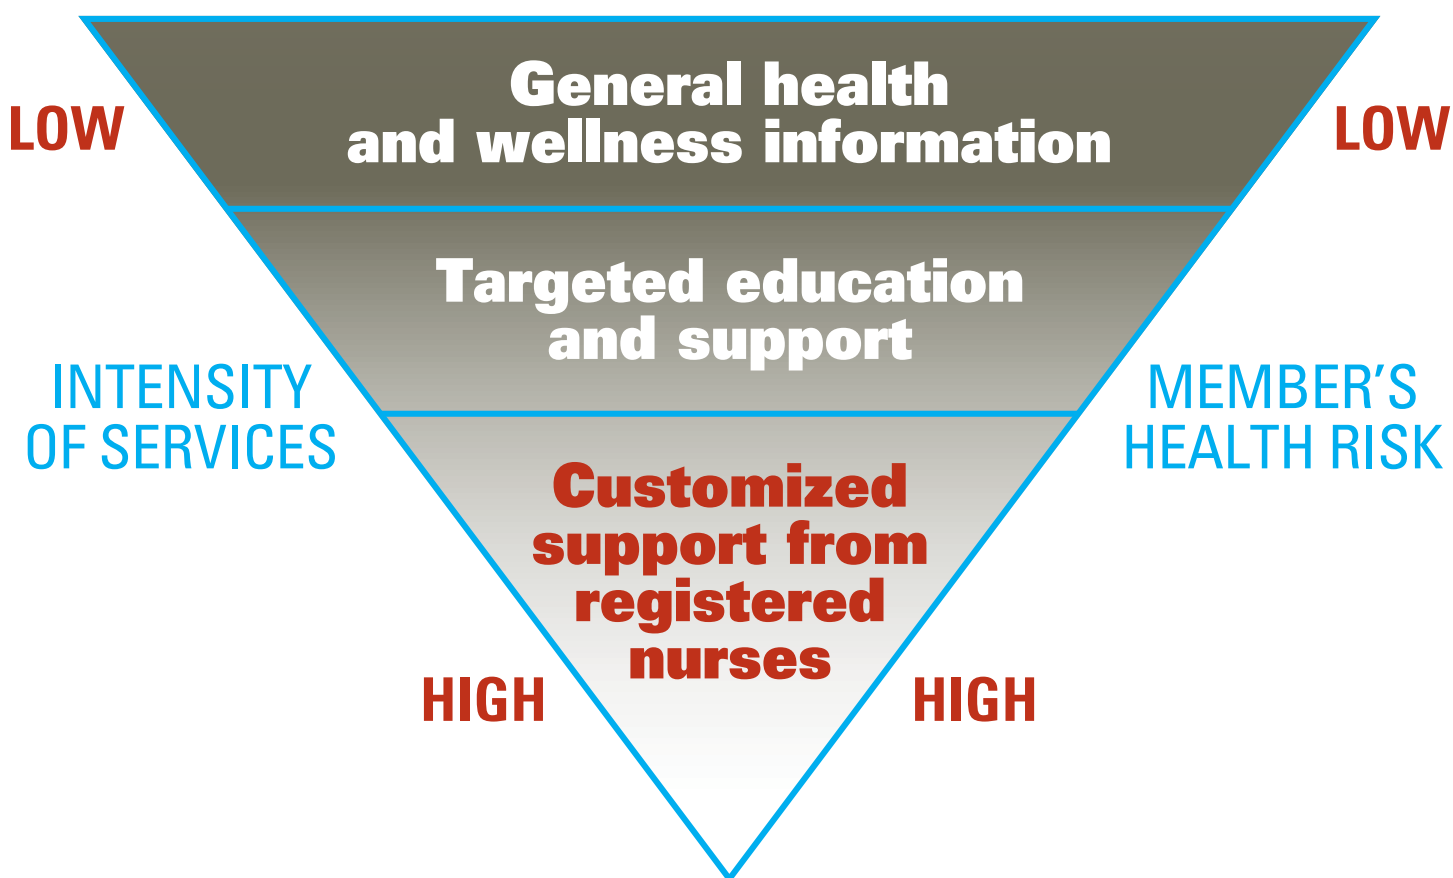 General health
and wellness information
LOW
LOW
Targeted education
and support
INTENSITY
OF SERVICES
MEMBER'S
HEALTH RISK
Customized
support from
registered
nurses
HIGH
HIGH